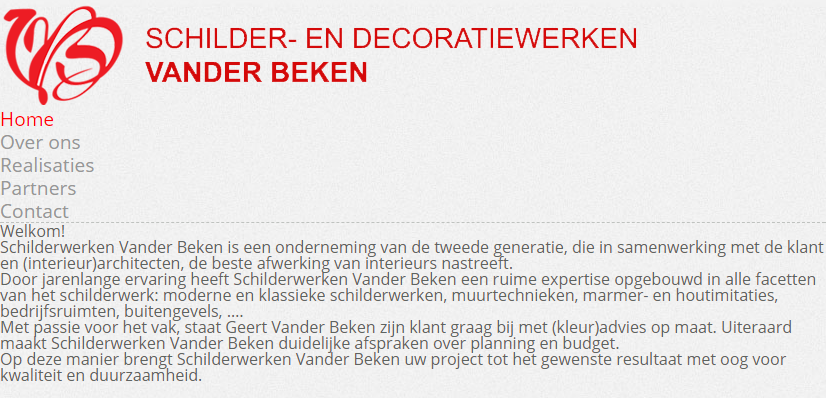 SCHILDER- EN DECORATIEWERKEN
VANDER BEKEN
Home
Over ons
Realisaties
Partners
Contact
Welkom!
Schilderwerken Vander Beken is een onderneming van de tweede generatie, die in samenwerking met de klant
en (interieur)architecten, de beste afwerking van interieurs nastreeft.
Door jarenlange ervaring heeft Schilderwerken Vander Beken een ruime expertise opgebouwd in alle facetten
van het schilderwerk: moderne en klassieke schilderwerken, muurtechnieken, marmer- en houtimitaties,
bedrijfsruimten, buitengevels, ....
Met passie voor het vak, staat Geert Vander Beken zijn klant graag bij met (kleur)advies op maat. Uiteraard
maakt Schilderwerken Vander Beken duidelijke afspraken over planning en budget.
Op deze manier brengt Schilderwerken Vander Beken uw project tot het gewenste resultaat met oog voor
kwaliteit en duurzaamheid.